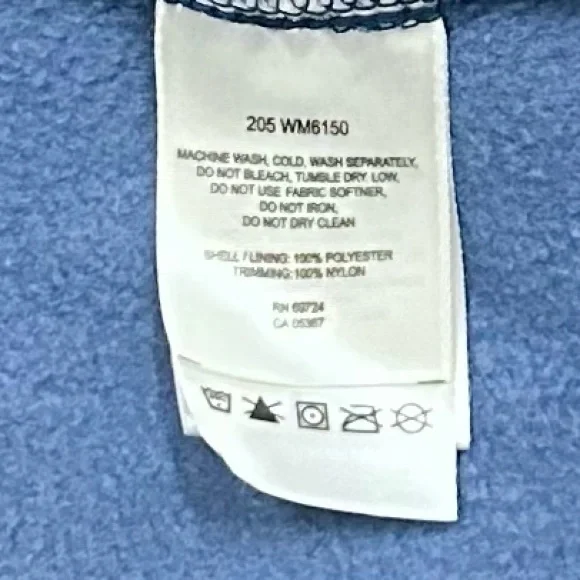 205 WM6150
MACHINE WASH, COLD, WASH SEPARATELY,
DO NOT BLEACH, TUMBLE DRY LOW,
DO NOT USE FABRIC SOFTNER,
DO NOT IRON,
DO NOT DRY CLEAN
SHELL / LINING: 100% POLYESTER
TRIMMING: 100% NYLON
RN 69724
CA 05367